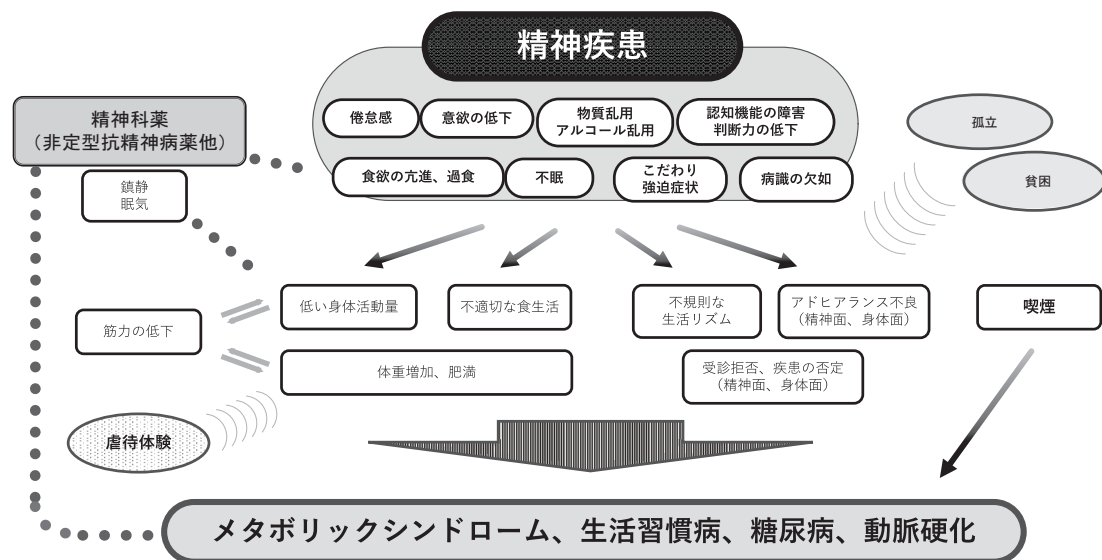 精神疾患
精神科薬
（非定型抗精神病薬他）
倦怠感
意欲の低下
物質乱用
アルコール乱用
認知機能の障害
判断力の低下
孤立
貧困
食欲の亢進、過食
不眠
こだわり
強迫症状
病識の欠如
鎮静
眠気
低い身体活動量
不適切な食生活
不規則な
生活リズム
アドヒアランス不良
（精神面、身体面）
喫煙
筋力の低下
体重増加、肥満
受診拒否、疾患の否定
（精神面、身体面）
虐待体験
メタボリックシンドローム、生活習慣病、糖尿病、動脈硬化